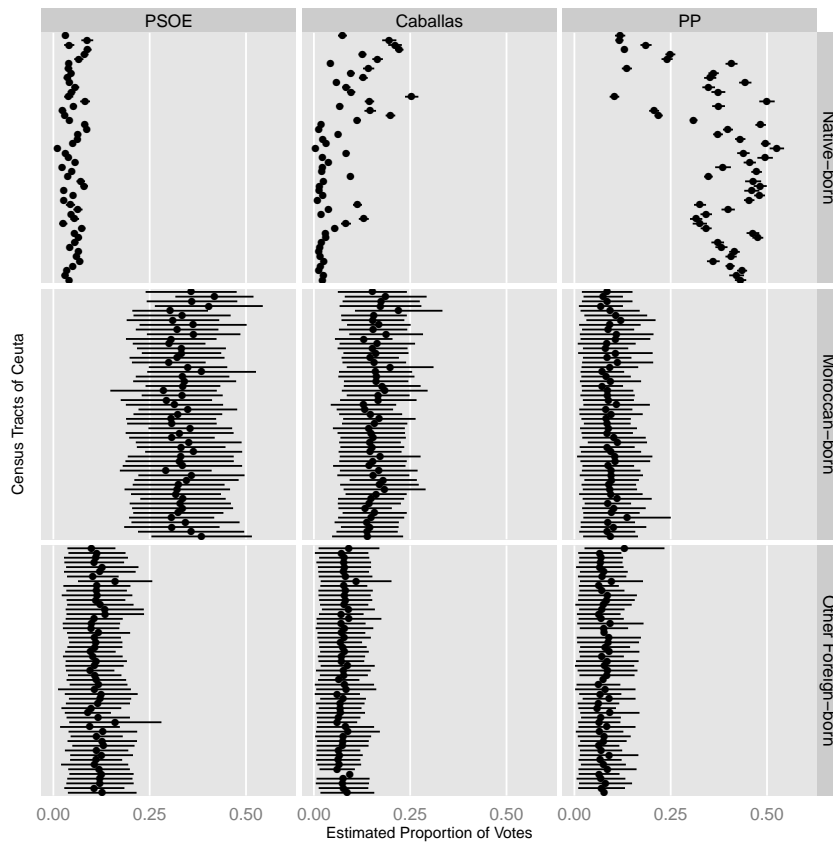 PSOE
Caballas
PP
Native−born
Moroccan−born
Other Foreign−born
Census Tracts of Ceuta
0.00 0.25 0.50
0.00 0.25 0.50
0.00 0.25 0.50
Estimated Proportion of Votes